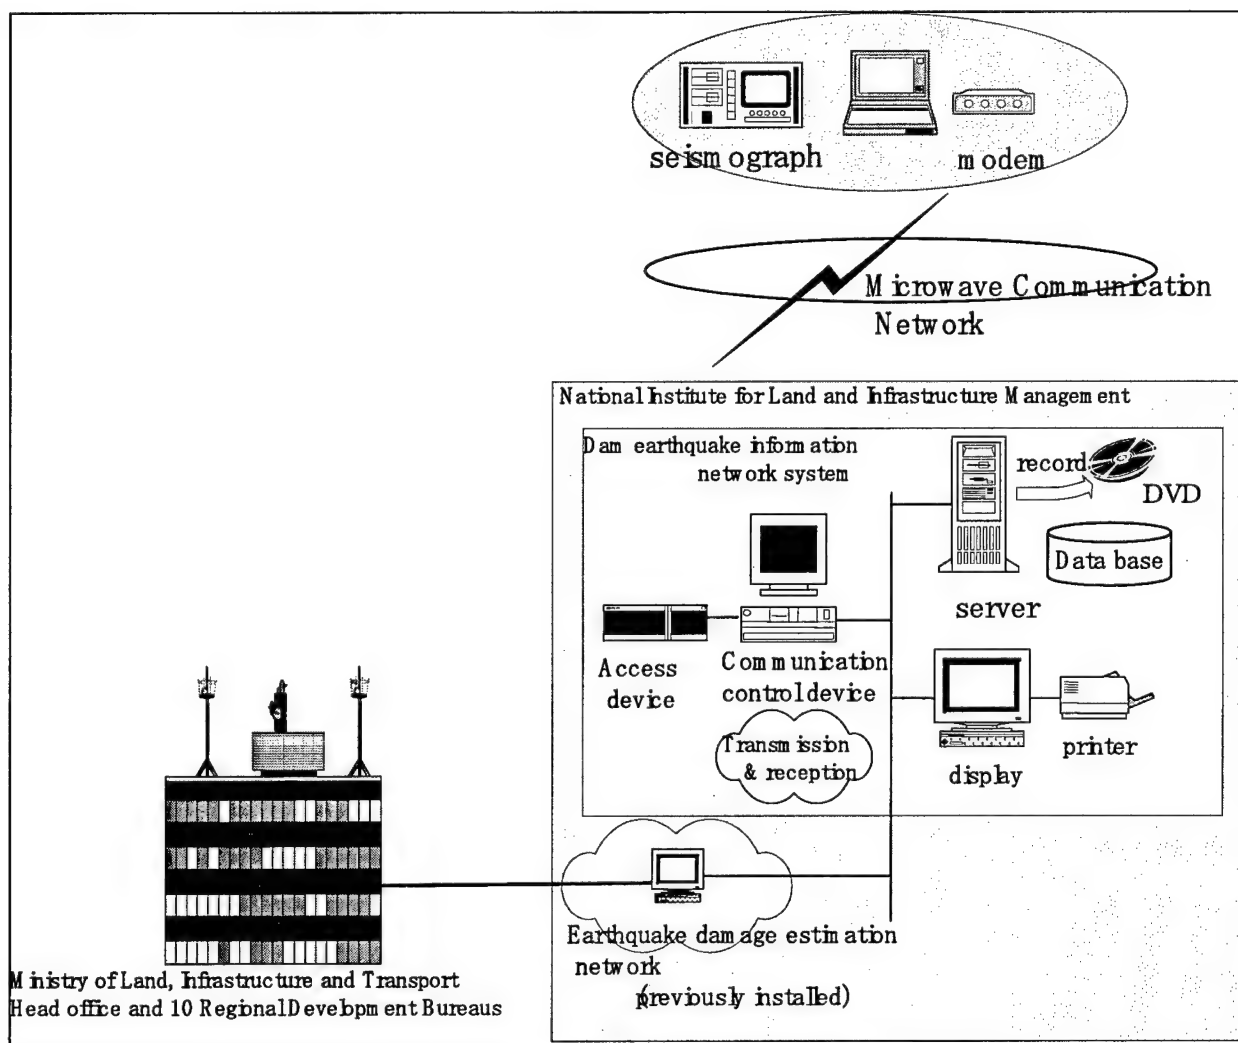 seismograph
modem
Microwave Communication
Network
National Institute for Land and Infrastructure Management
Dam earthquake information
network system
record
DVD
Data base
server
Access
device
Communication
control device
Transmission
& reception
display
printer
Earthquake damage estimation
network
(previously installed)
Ministry of Land, Infrastructure and Transport
Head office and 10 Regional Development Bureaus